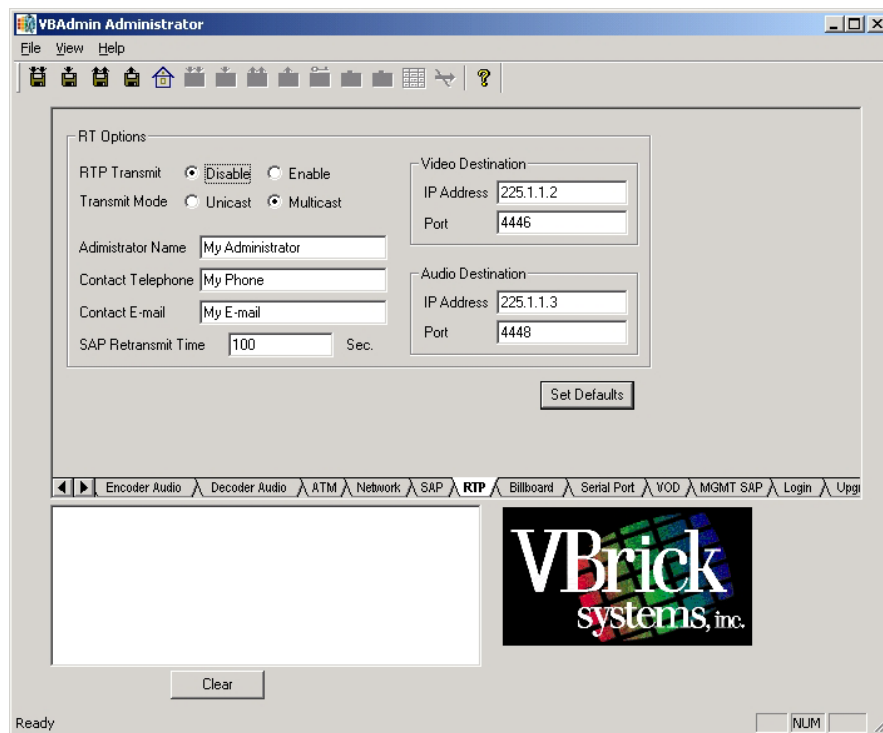 VBAdmin Administrator
File View Help
RT Options
RTP Transmit Disable Enable
Transmit Mode Unicast Multicast
Adimistrator Name My Administrator
Contact Telephone My Phone
Contact E-mail My E-mail
SAP Retransmit Time 100 Sec.
Video Destination
IP Address 225.1.1.2
Port 4446
Audio Destination
IP Address 225.1.1.3
Port 4448
Set Defaults
Encoder Audio Decoder Audio ATM Network SAP RTP Billboard Serial Port VOD MGMT SAP Login Upgr
VBrick
systems, inc.
Clear
Ready NUM